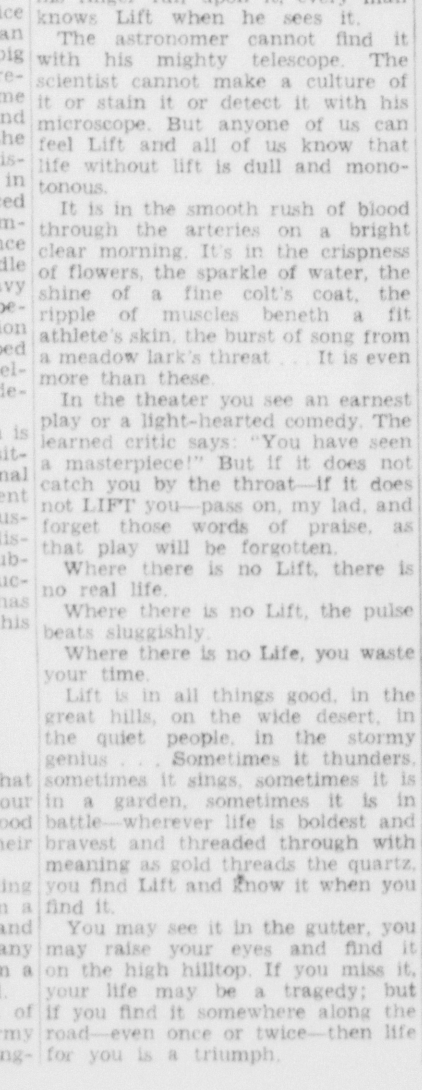 knows Lift when he sees it.
The astronomer cannot find it
with his mighty telescope. The
scientist cannot make a culture of
it or stain it or detect it with his
microscope. But anyone of us can
feel Lift and all of us know that
life without lift is dull and mono-
tonous.
It is in the smooth rush of blood
through the arteries on a bright
clear morning. It's in the crispness
of flowers, the sparkle of water, the
shine of a fine colt's coat, the
ripple of muscles beneth a fit
athlete's skin, the burst of song from
a meadow lark's threat . . . It is even
more than these.
In the theater you see an earnest
play or a light-hearted comedy. The
learned critic says: "You have seen
a masterpiece!" But if it does not
catch you by the throat—if it does
not LIFT you—pass on, my lad, and
forget those words of praise, as
that play will be forgotten.
Where there is no Lift, there is
no real life.
Where there is no Lift, the pulse
beats sluggishly.
Where there is no Life, you waste
your time.
Lift is in all things good, in the
great hills, on the wide desert, in
the quiet people, in the stormy
genius . . . Sometimes it thunders,
sometimes it sings, sometimes it is
in a garden, sometimes it is in
battle—wherever life is boldest and
bravest and threaded through with
meaning as gold threads the quartz,
you find Lift and know it when you
find it.
You may see it in the gutter, you
may raise your eyes and find it
on the high hilltop. If you miss it,
your life may be a tragedy; but
if you find it somewhere along the
road—even once or twice—then life
for you is a triumph.